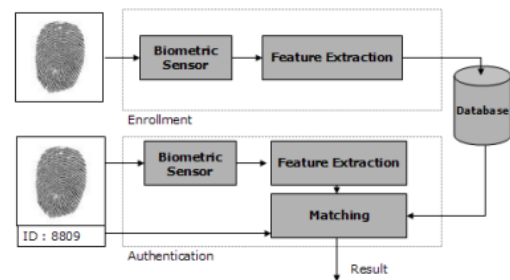 Biometric
Sensor
Feature Extraction
Database
Enrollment
Biometric
Sensor
Feature Extraction
Matching
ID : 8809
Authentication
Result